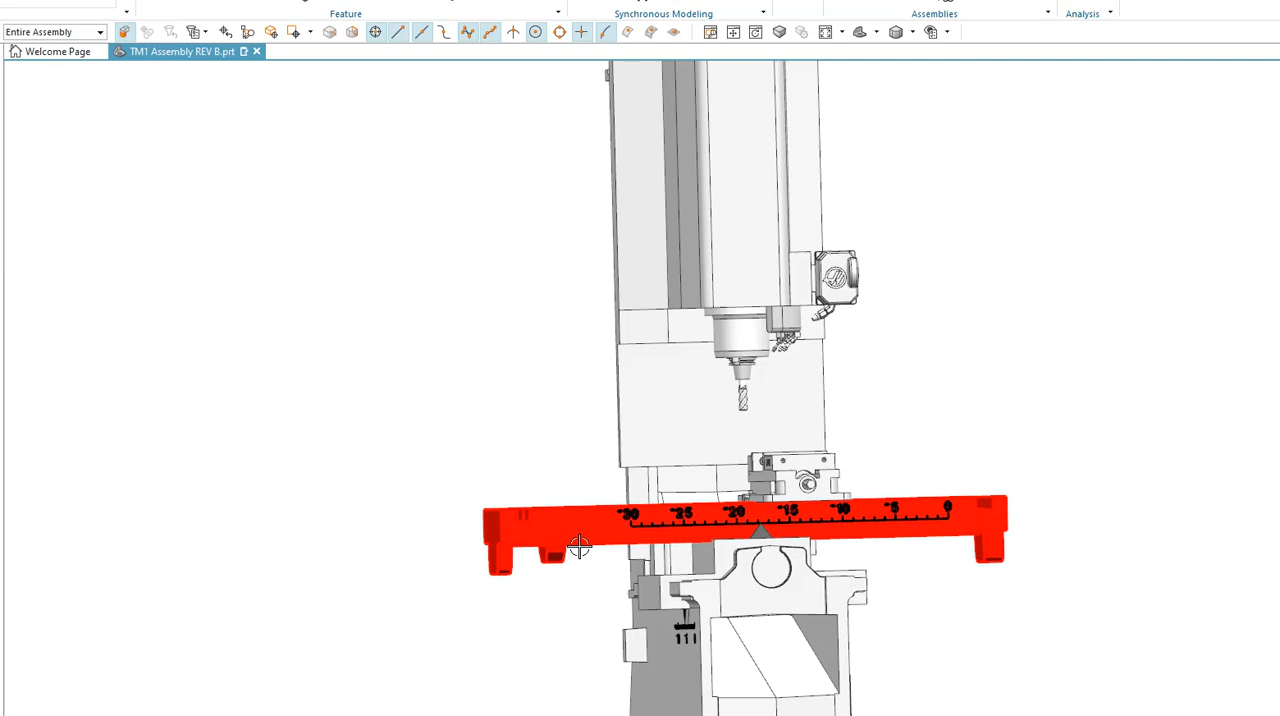 Feature
Synchronous Modeling
Assemblies
Analysis
Entire Assembly
Welcome Page
TM1 Assembly REV B.prt
-30 -25 -20 -15 -10 -5 0